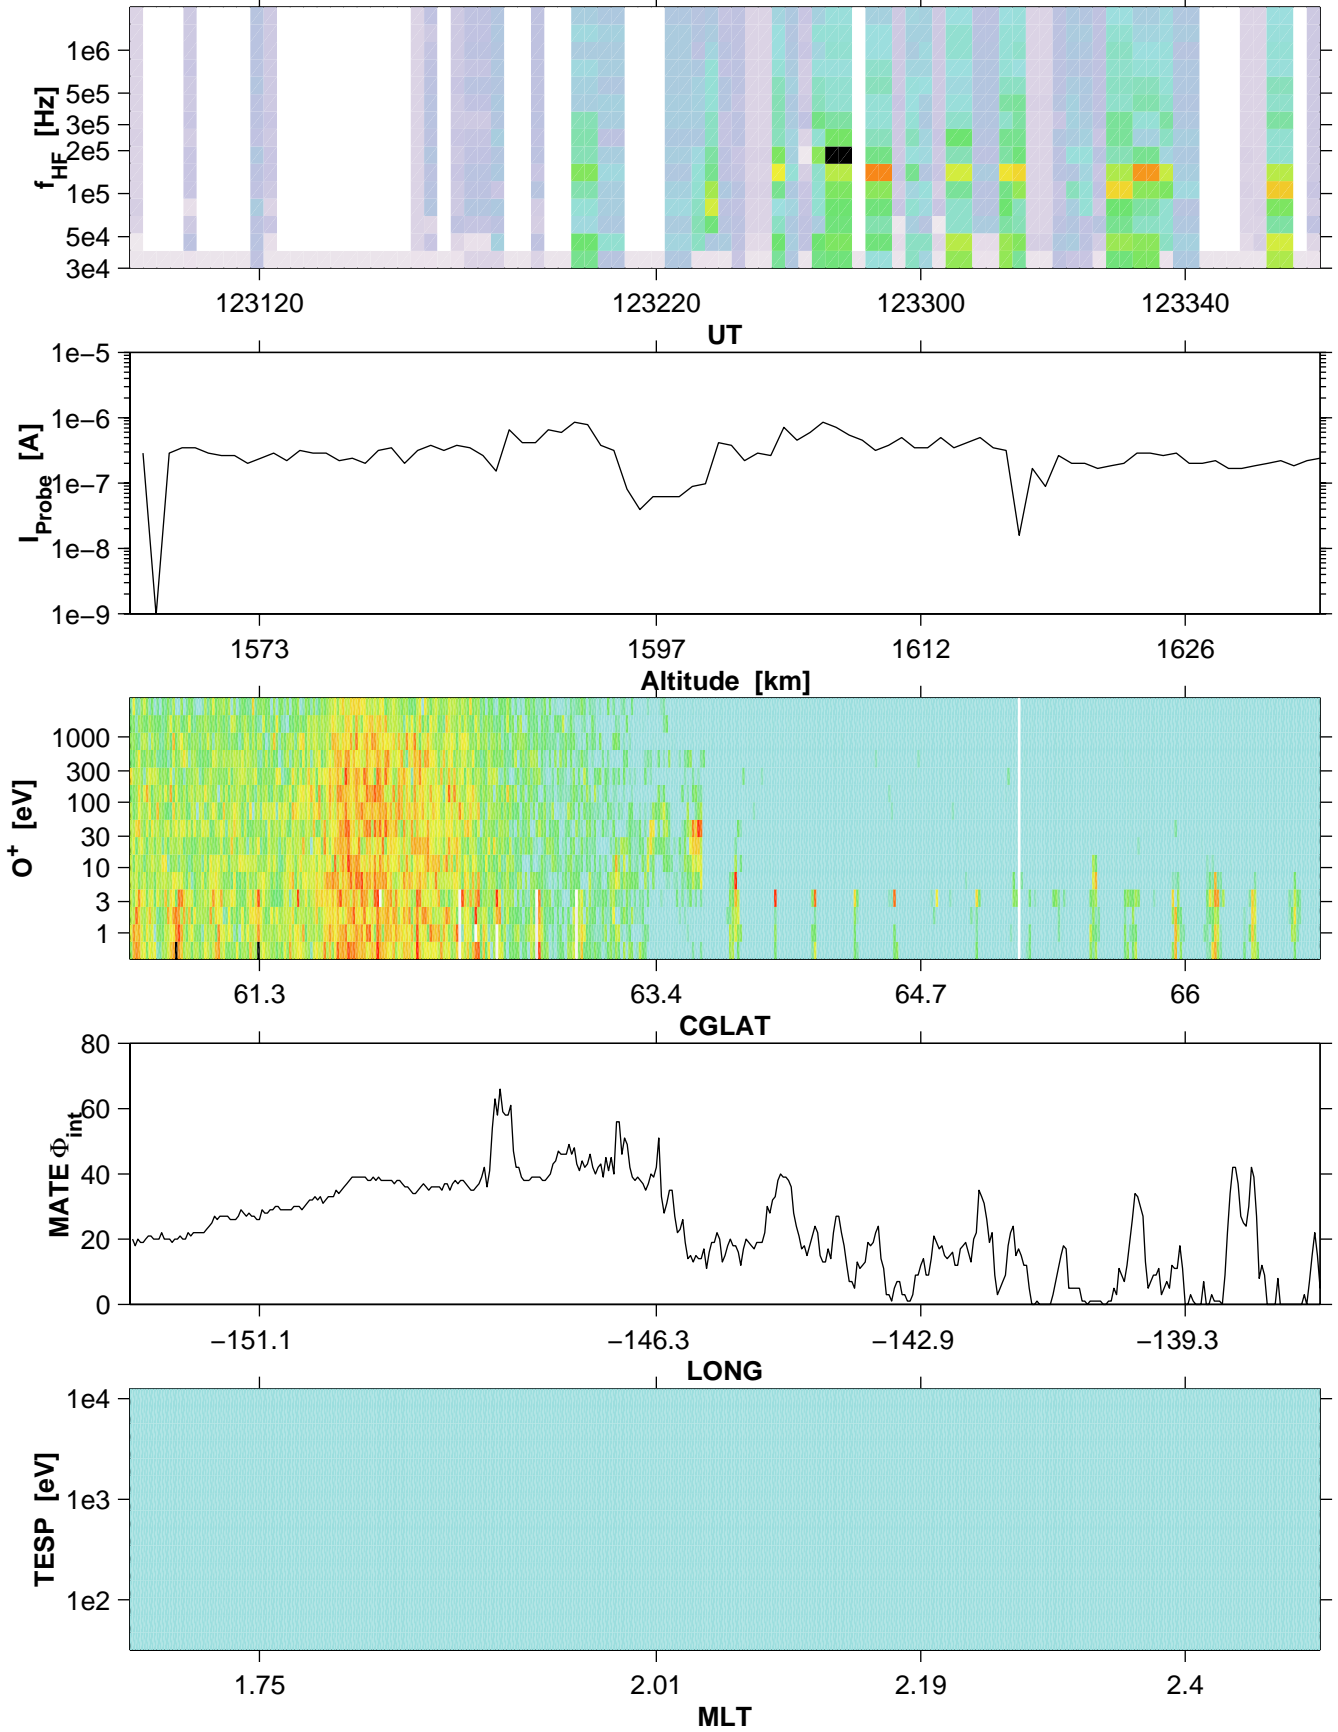 1e6
5e5
3e5
2e5
1e5
5e4
3e4
f_HF [Hz]
123120 123220 123300 123340
UT
1e−5
1e−6
1e−7
1e−8
1e−9
I_Probe [A]
1573 1597 1612 1626
Altitude [km]
1000
300
100
30
10
3
1
O⁺ [eV]
61.3 63.4 64.7 66
CGLAT
80
60
40
20
0
MATE Φ_int
−151.1 −146.3 −142.9 −139.3
LONG
1e4
1e3
1e2
TESP [eV]
1.75 2.01 2.19 2.4
MLT